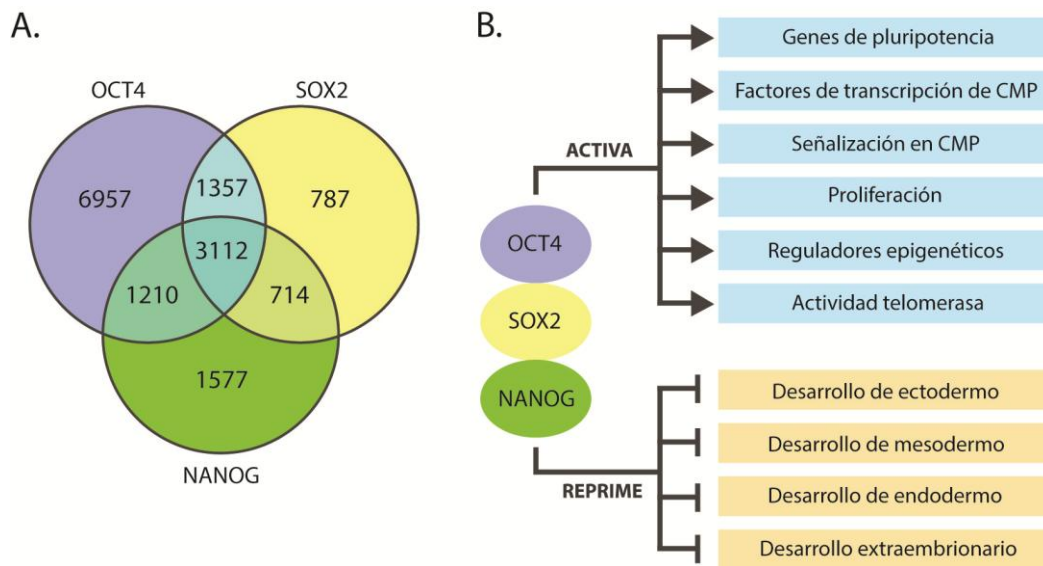 A.
OCT4
SOX2
6957
1357
787
3112
1210
714
1577
NANOG
B.
ACTIVA
Genes de pluripotencia
Factores de transcripción de CMP
Señalización en CMP
Proliferación
Reguladores epigenéticos
Actividad telomerasa
OCT4
SOX2
NANOG
REPRIME
Desarrollo de ectodermo
Desarrollo de mesodermo
Desarrollo de endodermo
Desarrollo extraembrionario